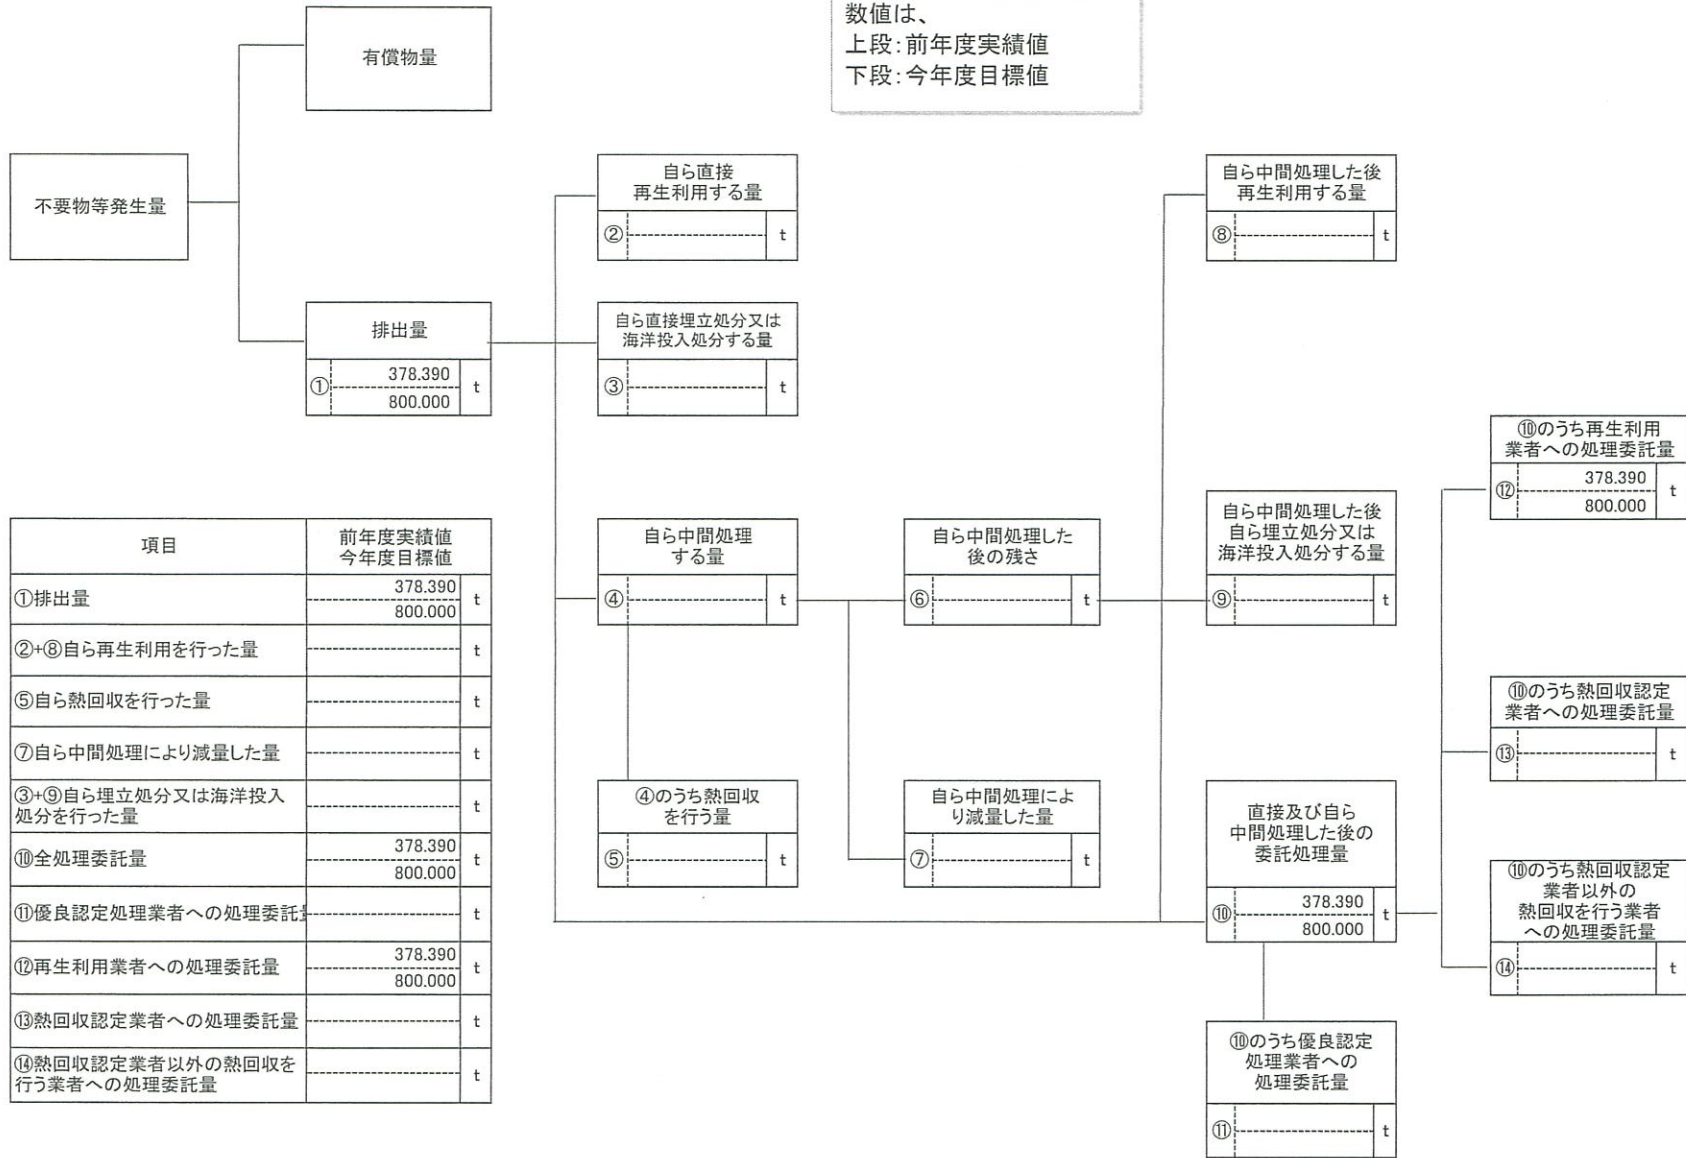 数値は、
上段：前年度実績値
下段：今年度目標値
有償物量
不要物等発生量
排出量
① 378.390 t
800.000
自ら直接
再生利用する量
② t
自ら直接埋立処分又は
海洋投入処分する量
③ t
自ら中間処理した後
再生利用する量
⑧ t
自ら中間処理
する量
④ t
自ら中間処理した
後の残さ
⑥ t
自ら中間処理した後
自ら埋立処分又は
海洋投入処分する量
⑨ t
④のうち熱回収
を行う量
⑤ t
自ら中間処理によ
り減量した量
⑦ t
直接及び自ら
中間処理した後の
委託処理量
⑩ 378.390 t
800.000
⑩のうち優良認定
処理業者への
処理委託量
⑪ t
⑩のうち再生利用
業者への処理委託量
⑫ 378.390 t
800.000
⑩のうち熱回収認定
業者への処理委託量
⑬ t
⑩のうち熱回収認定
業者以外の
熱回収を行う業者
への処理委託量
⑭ t
項目 前年度実績値
今年度目標値
①排出量 378.390 t
800.000
②+⑧自ら再生利用を行った量 t
⑤自ら熱回収を行った量 t
⑦自ら中間処理により減量した量 t
③+⑨自ら埋立処分又は海洋投入
処分を行った量 t
⑩全処理委託量 378.390 t
800.000
⑪優良認定処理業者への処理委託 t
⑫再生利用業者への処理委託量 378.390 t
800.000
⑬熱回収認定業者への処理委託量 t
⑭熱回収認定業者以外の熱回収を
行う業者への処理委託量 t